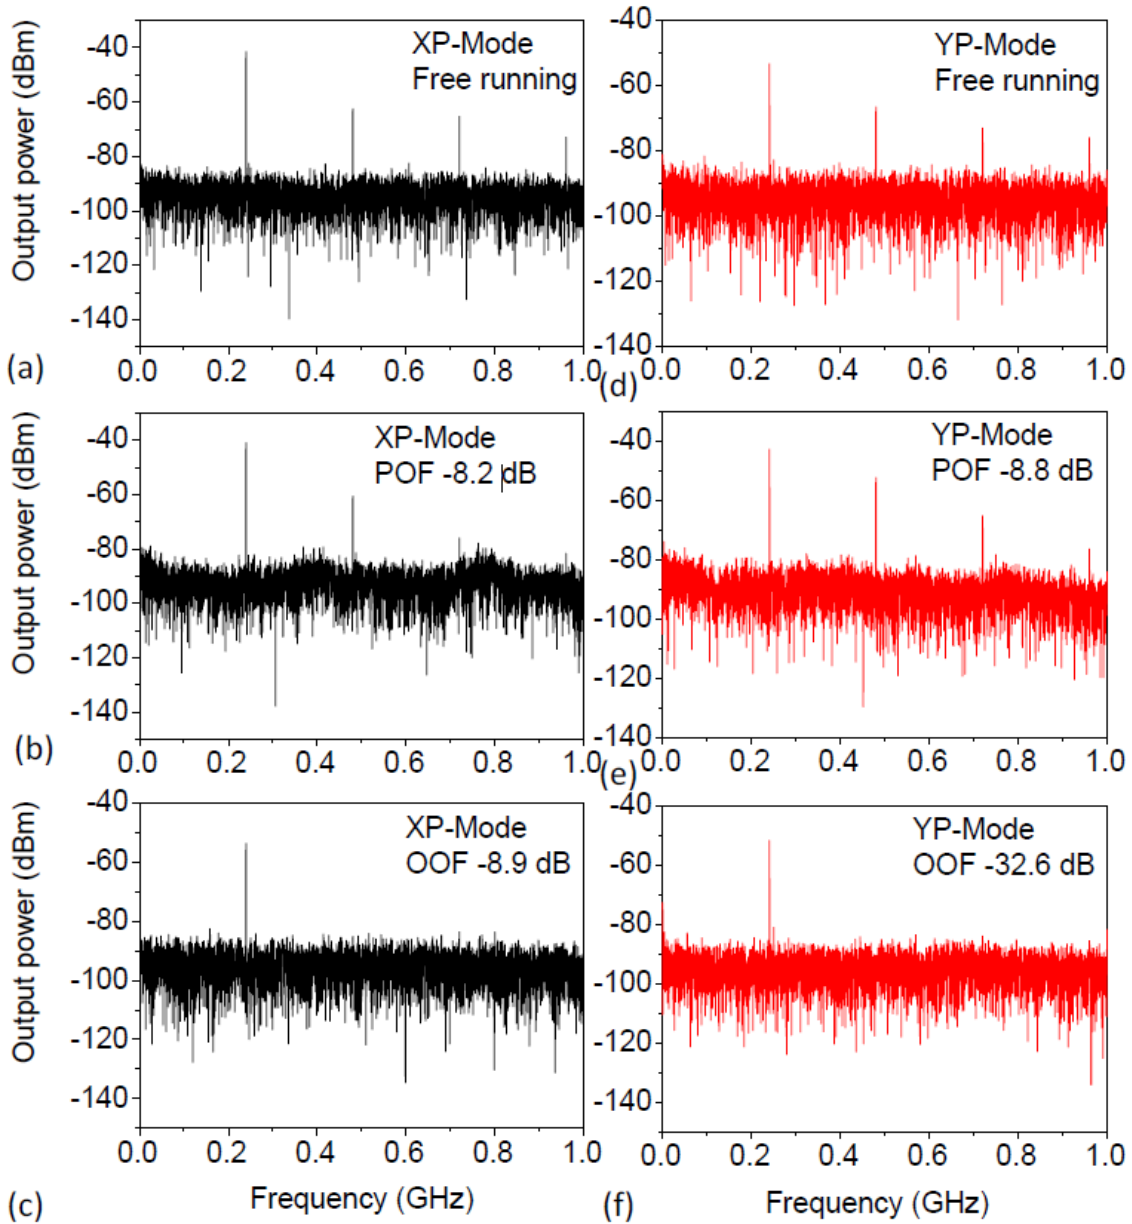 Output power (dBm)
-40
-60
-80
-100
-120
-140
XP-Mode
Free running
0.0 0.2 0.4 0.6 0.8 1.0
(a)
-40
-60
-80
-100
-120
-140
YP-Mode
Free running
0.0 0.2 0.4 0.6 0.8 1.0
(d)
Output power (dBm)
-40
-60
-80
-100
-120
-140
XP-Mode
POF -8.2 dB
0.0 0.2 0.4 0.6 0.8 1.0
(b)
-40
-60
-80
-100
-120
-140
YP-Mode
POF -8.8 dB
0.0 0.2 0.4 0.6 0.8 1.0
(e)
Output power (dBm)
-40
-60
-80
-100
-120
-140
XP-Mode
OOF -8.9 dB
0.0 0.2 0.4 0.6 0.8 1.0
(c)
Frequency (GHz)
-40
-60
-80
-100
-120
-140
YP-Mode
OOF -32.6 dB
0.0 0.2 0.4 0.6 0.8 1.0
(f)
Frequency (GHz)